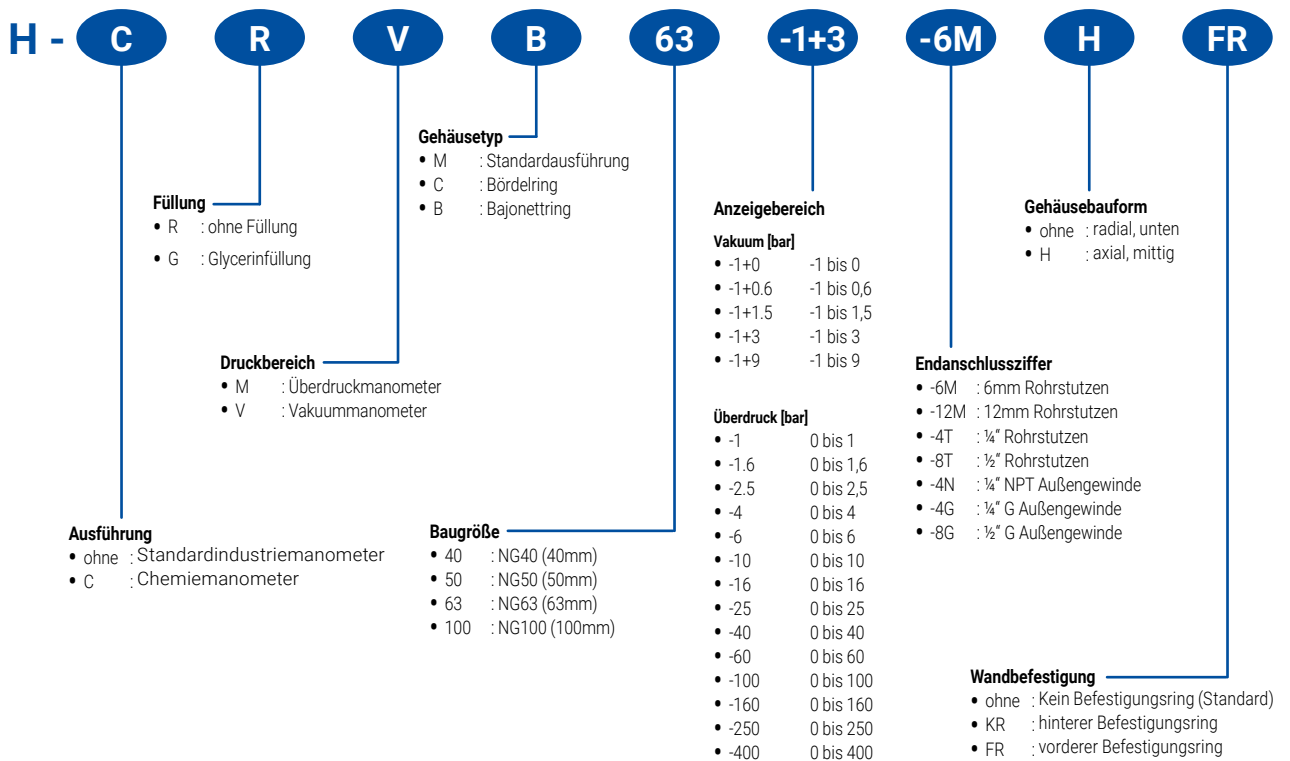 H - C R V B 63 -1+3 -6M H FR
Gehäusetyp
• M : Standardausführung
• C : Bördelring
• B : Bajonettring
Füllung
• R : ohne Füllung
• G : Glycerinfüllung
Anzeigebereich
Vakuum [bar]
• -1+0 -1 bis 0
• -1+0.6 -1 bis 0,6
• -1+1.5 -1 bis 1,5
• -1+3 -1 bis 3
• -1+9 -1 bis 9
Gehäusebauform
• ohne : radial, unten
• H : axial, mittig
Druckbereich
• M : Überdruckmanometer
• V : Vakuummanometer
Endanschlussziffer
• -6M : 6mm Rohrstutzen
• -12M : 12mm Rohrstutzen
• -4T : ¼” Rohrstutzen
• -8T : ½” Rohrstutzen
• -4N : ¼” NPT Außengewinde
• -4G : ¼” G Außengewinde
• -8G : ½” G Außengewinde
Überdruck [bar]
• -1 0 bis 1
• -1.6 0 bis 1,6
• -2.5 0 bis 2,5
• -4 0 bis 4
• -6 0 bis 6
• -10 0 bis 10
• -16 0 bis 16
• -25 0 bis 25
• -40 0 bis 40
• -60 0 bis 60
• -100 0 bis 100
• -160 0 bis 160
• -250 0 bis 250
• -400 0 bis 400
Ausführung
• ohne : Standardindustriemanometer
• C : Chemiemanometer
Baugröße
• 40 : NG40 (40mm)
• 50 : NG50 (50mm)
• 63 : NG63 (63mm)
• 100 : NG100 (100mm)
Wandbefestigung
• ohne : Kein Befestigungsring (Standard)
• KR : hinterer Befestigungsring
• FR : vorderer Befestigungsring